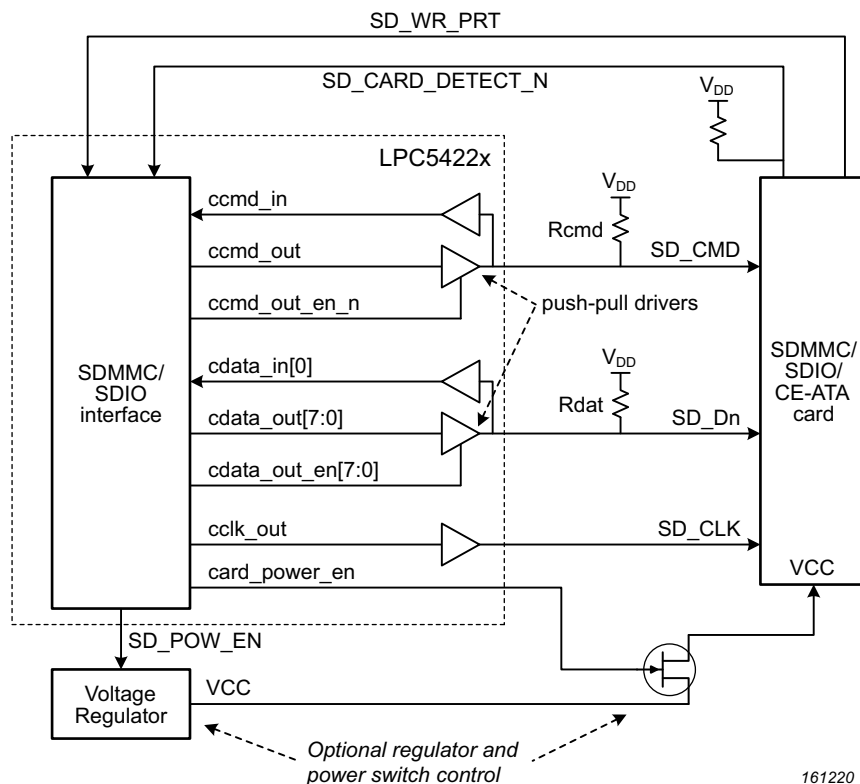 SD_WR_PRT
SD_CARD_DETECT_N
VDD
LPC5422x
ccmd_in
VDD
Rcmd
ccmd_out
SD_CMD
ccmd_out_en_n
push-pull drivers
SDMMC/
SDIO
interface
SDMMC/
SDIO/
CE-ATA
card
cdata_in[0]
VDD
Rdat
cdata_out[7:0]
SD_Dn
cdata_out_en[7:0]
cclk_out
SD_CLK
card_power_en
VCC
SD_POW_EN
Voltage
Regulator
VCC
Optional regulator and
power switch control
161220